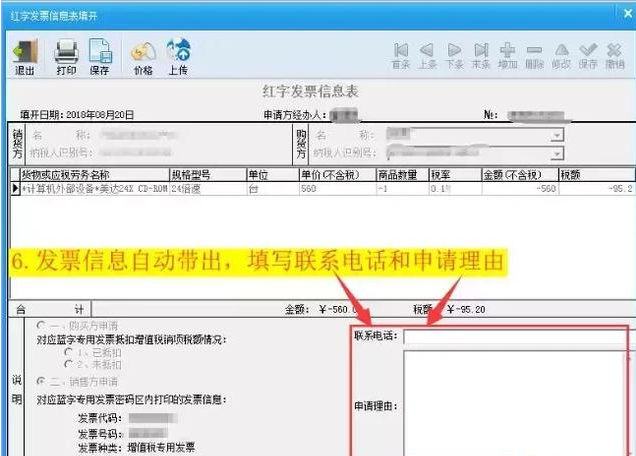 红字发票信息表填开
退出 打印 保存 价格 上传 首条 上条 下条 末条 增加 删除 修改 保存 撤销
红字发票信息表
填开日期：2018年08月20日 申请方经办人： №：
销货方 名 称： 购货方 名 称：
纳税人识别号： 纳税人识别号：
货物或应税劳务名称 规格型号 单位 单价(不含税) 商品数量 税率 金额(不含税) 税额
*计算机外部设备*美达24X CD-ROM 24倍速 台 560 -1 0.1% -560 -95.2
6.发票信息自动带出，填写联系电话和申请理由
合 计 金额：￥-560.0 税额：￥-95.20
说明
一、购买方申请
对应蓝字专用发票抵扣增值税销项税额情况：
1、已抵扣
2、未抵扣
二、销售方申请
对应蓝字专用发票密码区内打印的发票信息：
发票代码：
发票号码：
发票种类：增值税专用发票
联系电话：
申请理由：